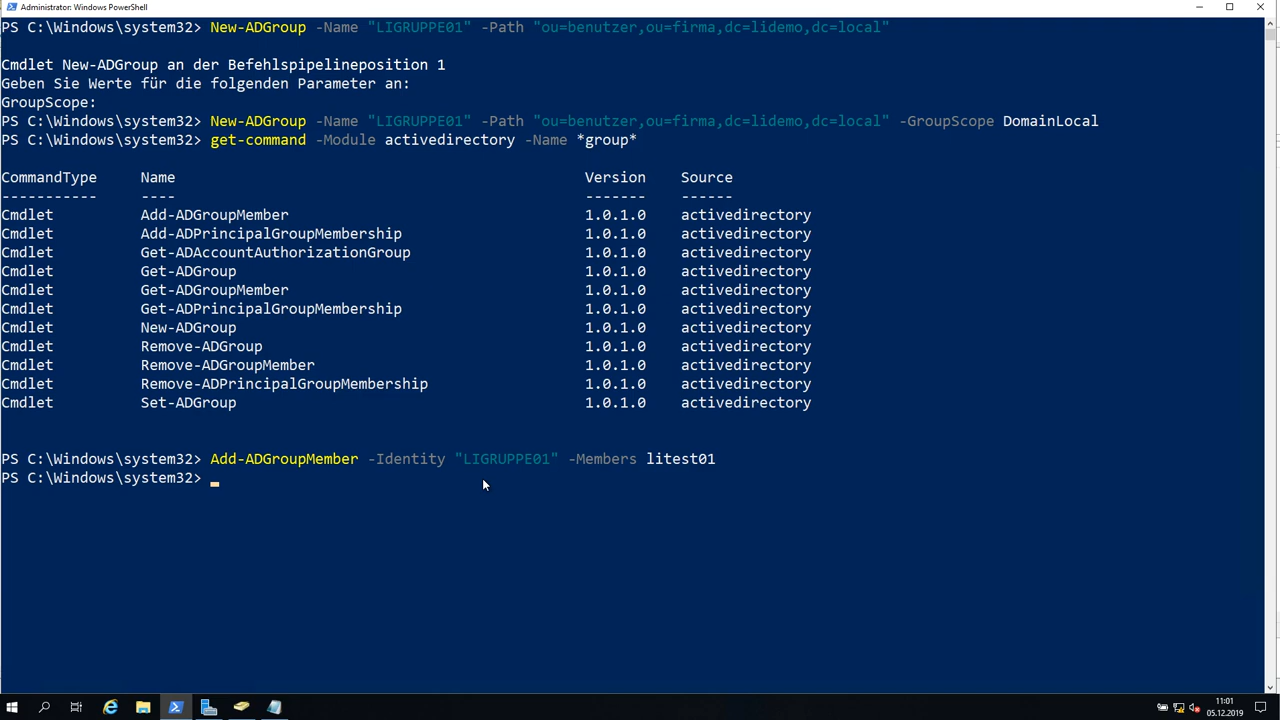 Administrator: Windows PowerShell
PS C:\Windows\system32> New-ADGroup -Name "LIGRUPPE01" -Path "ou=benutzer,ou=firma,dc=lidemo,dc=local"
Cmdlet New-ADGroup an der Befehlspipelineposition 1
Geben Sie Werte für die folgenden Parameter an:
GroupScope:
PS C:\Windows\system32> New-ADGroup -Name "LIGRUPPE01" -Path "ou=benutzer,ou=firma,dc=lidemo,dc=local" -GroupScope DomainLocal
PS C:\Windows\system32> get-command -Module activedirectory -Name *group*
CommandType Name Version Source
----------- ---- ------- ------
Cmdlet Add-ADGroupMember 1.0.1.0 activedirectory
Cmdlet Add-ADPrincipalGroupMembership 1.0.1.0 activedirectory
Cmdlet Get-ADAccountAuthorizationGroup 1.0.1.0 activedirectory
Cmdlet Get-ADGroup 1.0.1.0 activedirectory
Cmdlet Get-ADGroupMember 1.0.1.0 activedirectory
Cmdlet Get-ADPrincipalGroupMembership 1.0.1.0 activedirectory
Cmdlet New-ADGroup 1.0.1.0 activedirectory
Cmdlet Remove-ADGroup 1.0.1.0 activedirectory
Cmdlet Remove-ADGroupMember 1.0.1.0 activedirectory
Cmdlet Remove-ADPrincipalGroupMembership 1.0.1.0 activedirectory
Cmdlet Set-ADGroup 1.0.1.0 activedirectory
PS C:\Windows\system32> Add-ADGroupMember -Identity "LIGRUPPE01" -Members litest01
PS C:\Windows\system32>
11:01
05.12.2019